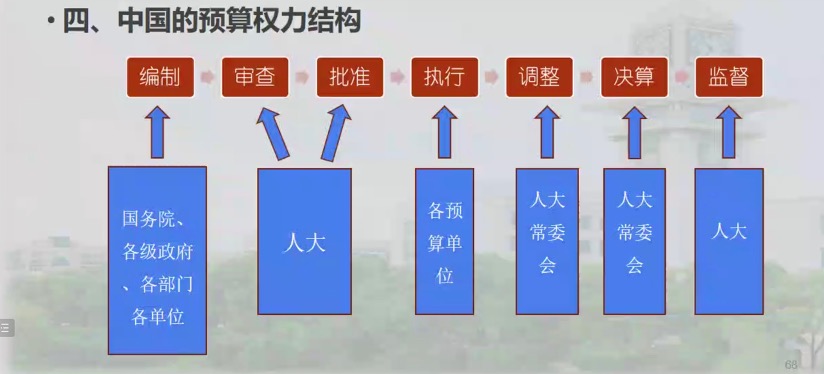 • 四、中国的预算权力结构
编制 审查 批准 执行 调整 决算 监督
国务院、
各级政府
、各部门
各单位
人大
各预
算单
位
人大
常委
会
人大
常委
会
人大
68